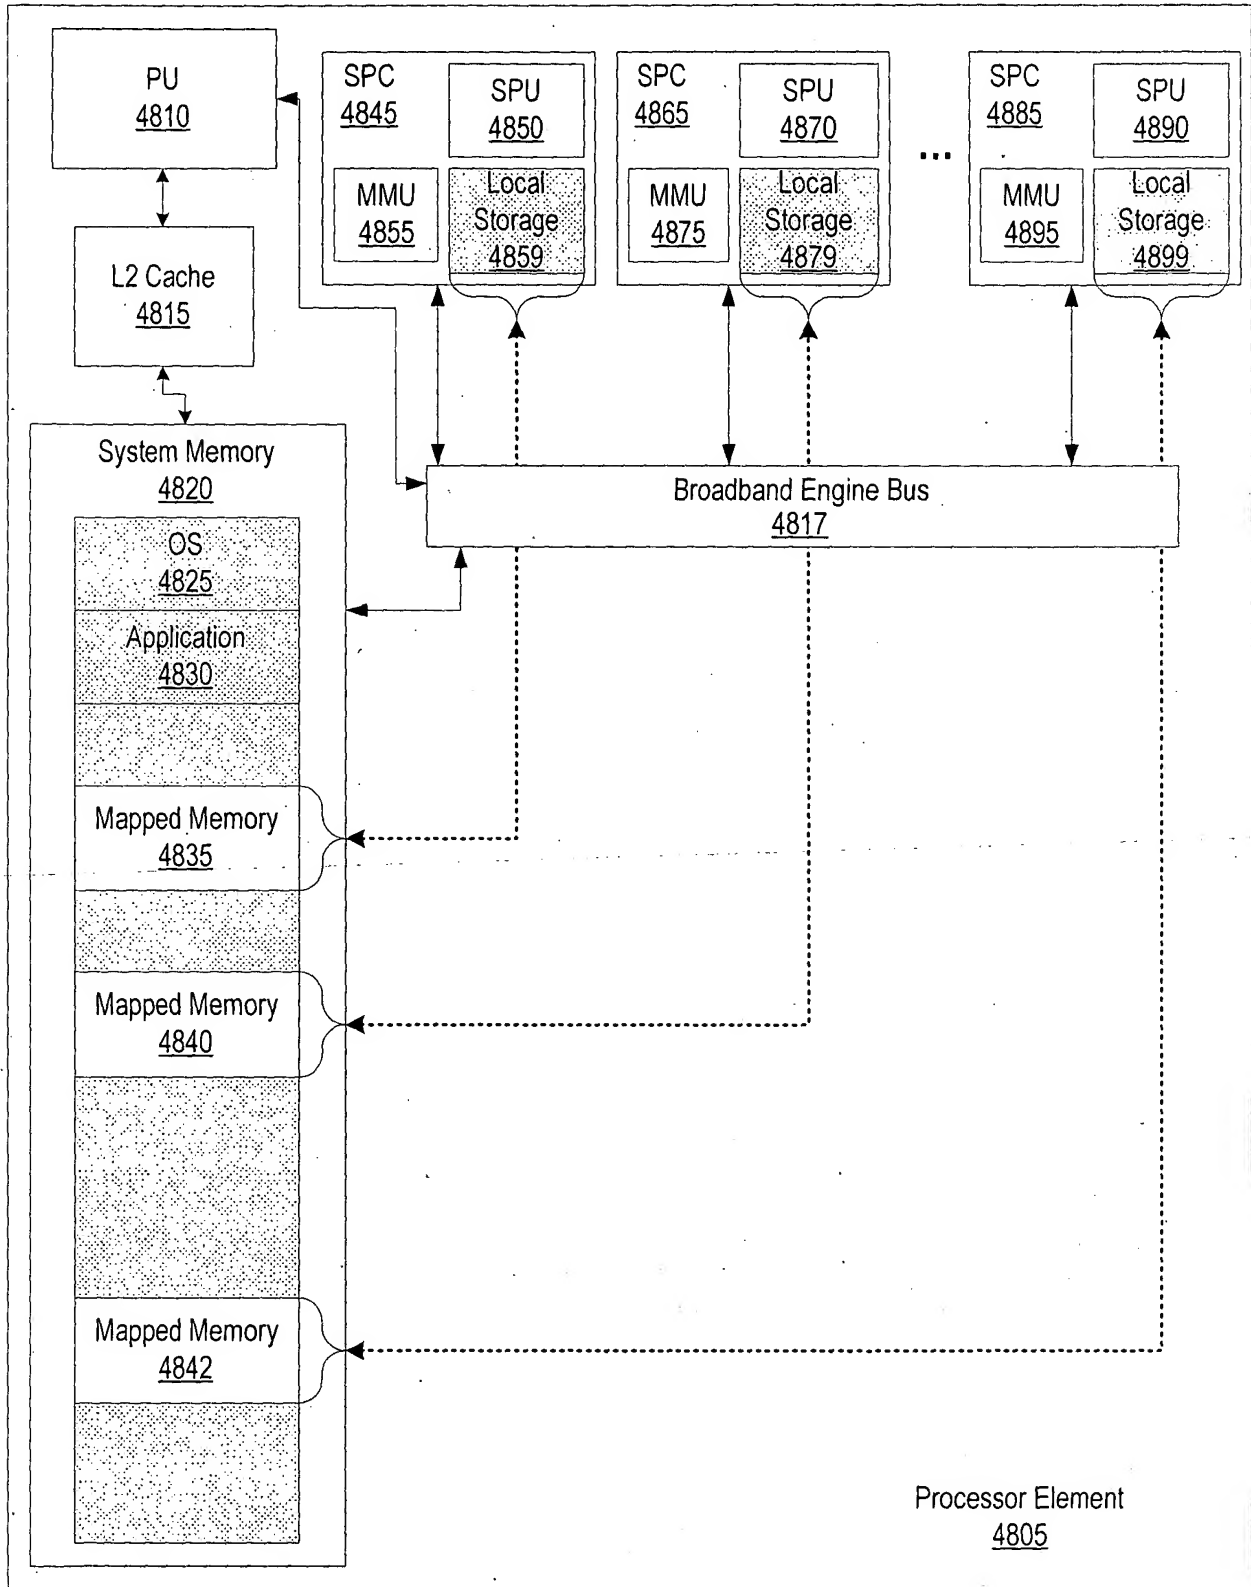 PU
4810
L2 Cache
4815
SPC
4845
SPU
4850
MMU
4855
Local
Storage
4859
SPC
4865
SPU
4870
MMU
4875
Local
Storage
4879
...
SPC
4885
SPU
4890
MMU
4895
Local
Storage
4899
Broadband Engine Bus
4817
System Memory
4820
OS
4825
Application
4830
Mapped Memory
4835
Mapped Memory
4840
Mapped Memory
4842
Processor Element
4805